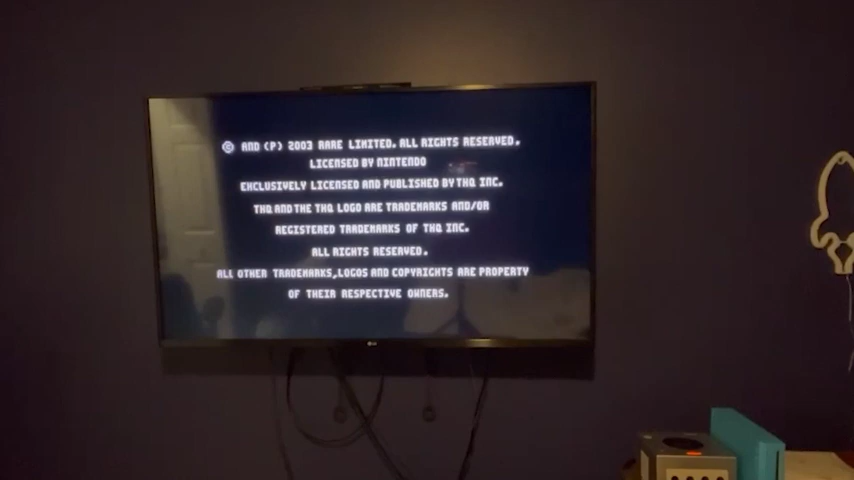 © AND (P) 2003 RARE LIMITED. ALL RIGHTS RESERVED.
LICENSED BY NINTENDO
EXCLUSIVELY LICENSED AND PUBLISHED BY THQ INC.
THQ AND THE THQ LOGO ARE TRADEMARKS AND/OR
REGISTERED TRADEMARKS OF THQ INC.
ALL RIGHTS RESERVED.
ALL OTHER TRADEMARKS,LOGOS AND COPYRIGHTS ARE PROPERTY
OF THEIR RESPECTIVE OWNERS.
LG